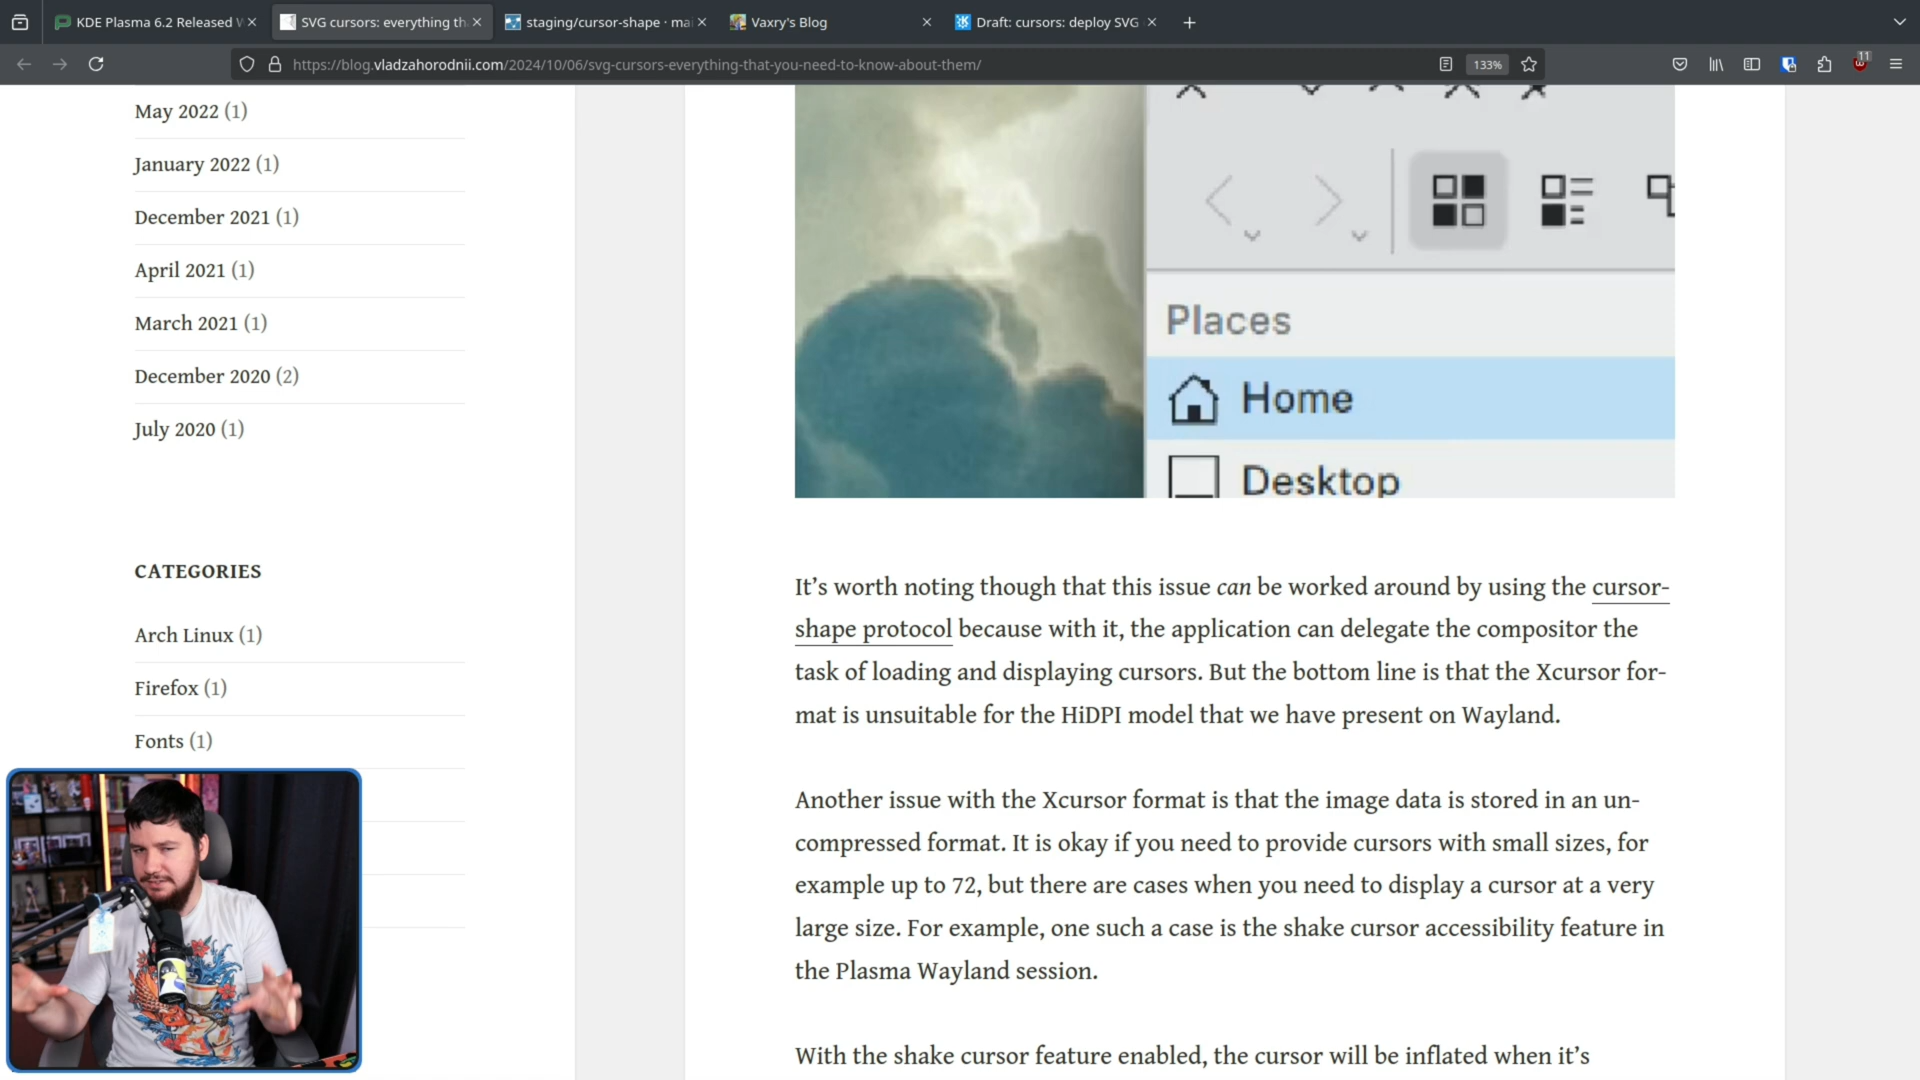 KDE Plasma 6.2 Released
SVG cursors: everything th
staging/cursor-shape · ma
Vaxry's Blog
Draft: cursors: deploy SVG
https://blog.vladzahorodnii.com/2024/10/06/svg-cursors-everything-that-you-need-to-know-about-them/
133%
11
May 2022 (1)
January 2022 (1)
December 2021 (1)
April 2021 (1)
March 2021 (1)
December 2020 (2)
July 2020 (1)
CATEGORIES
Arch Linux (1)
Firefox (1)
Fonts (1)
Places
Home
Desktop
It’s worth noting though that this issue can be worked around by using the cursor-
shape protocol because with it, the application can delegate the compositor the
task of loading and displaying cursors. But the bottom line is that the Xcursor for-
mat is unsuitable for the HiDPI model that we have present on Wayland.
Another issue with the Xcursor format is that the image data is stored in an un-
compressed format. It is okay if you need to provide cursors with small sizes, for
example up to 72, but there are cases when you need to display a cursor at a very
large size. For example, one such a case is the shake cursor accessibility feature in
the Plasma Wayland session.
With the shake cursor feature enabled, the cursor will be inflated when it’s